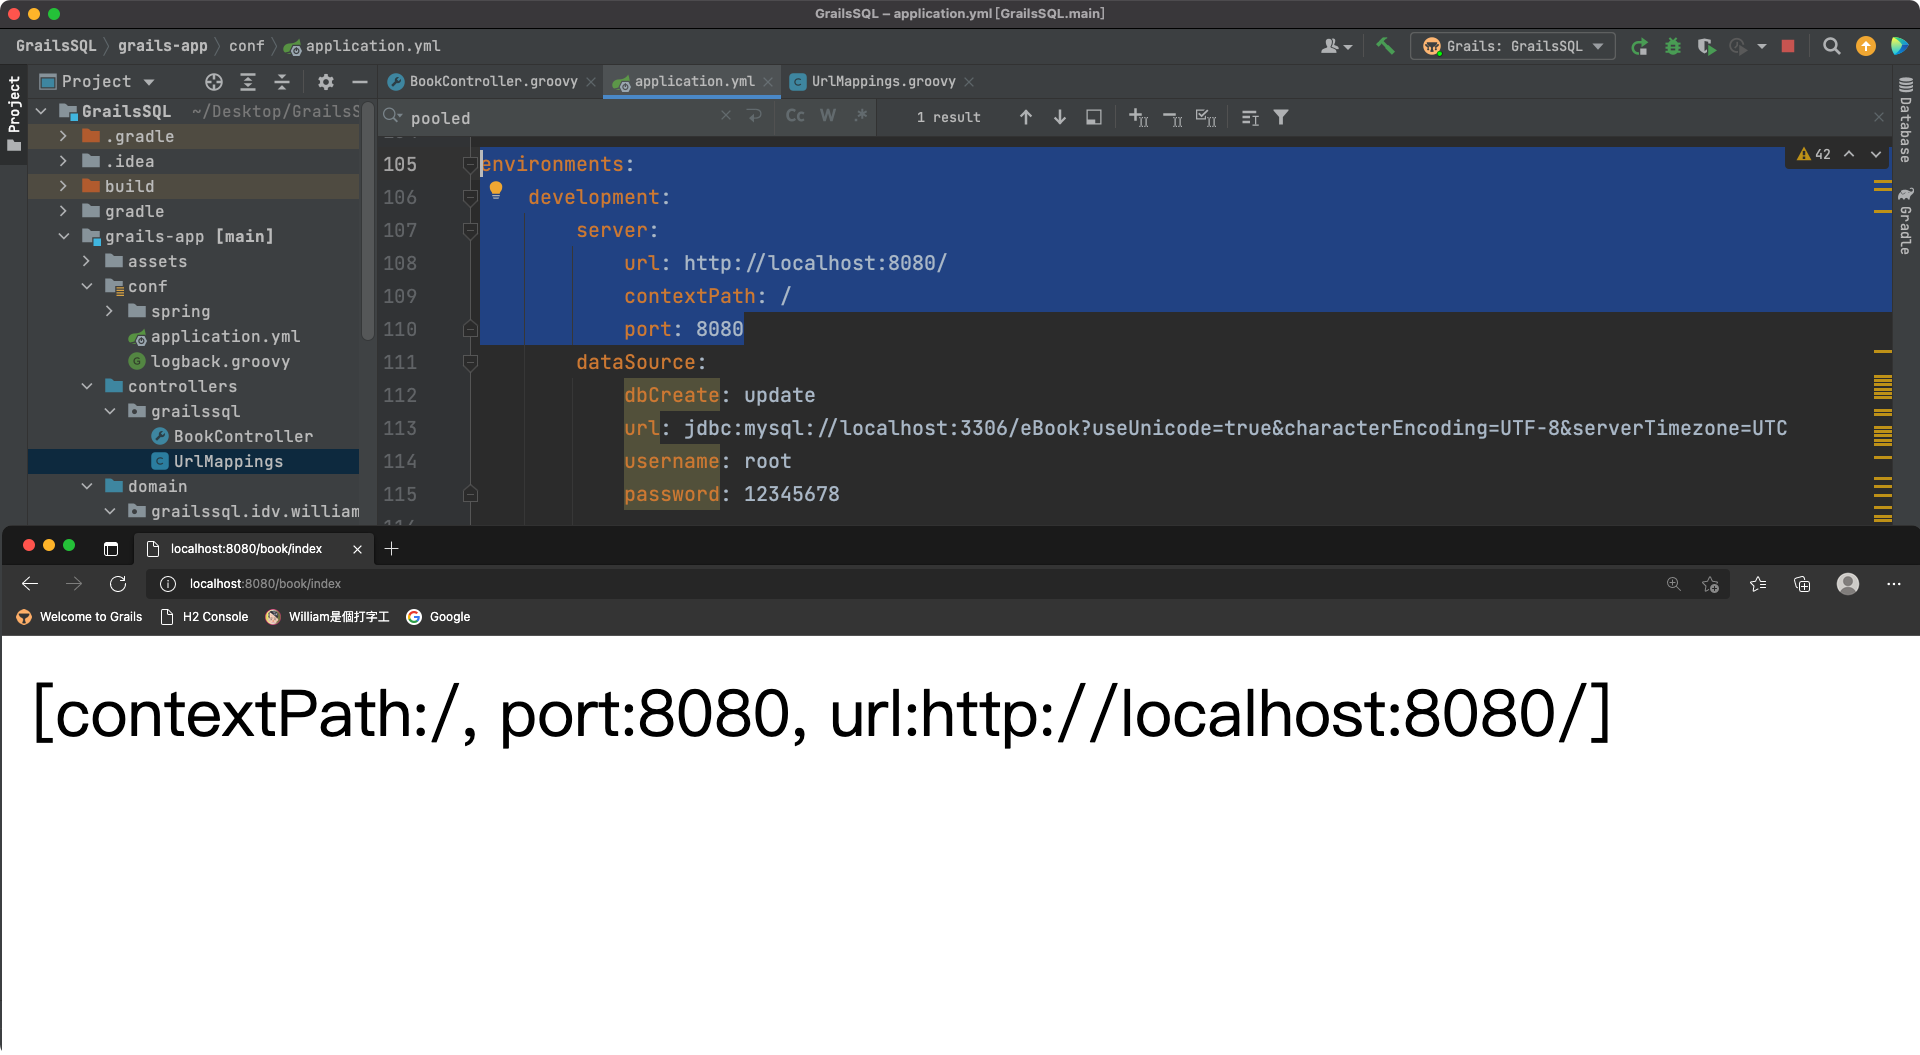 GrailsSQL – application.yml [GrailsSQL.main]
GrailsSQL grails-app conf application.yml
Grails: GrailsSQL
Project
Project
BookController.groovy
application.yml
UrlMappings.groovy
Database
Gradle
GrailsSQL ~/Desktop/GrailsS
.gradle
.idea
build
gradle
grails-app [main]
assets
conf
spring
application.yml
logback.groovy
controllers
grailssql
BookController
UrlMappings
domain
grailssql.idv.william
pooled
Cc W .*
1 result
42
105 environments:
106 development:
107 server:
108 url: http://localhost:8080/
109 contextPath: /
110 port: 8080
111 dataSource:
112 dbCreate: update
113 url: jdbc:mysql://localhost:3306/eBook?useUnicode=true&characterEncoding=UTF-8&serverTimezone=UTC
114 username: root
115 password: 12345678
localhost:8080/book/index
localhost:8080/book/index
Welcome to Grails
H2 Console
William是個打字工
Google
[contextPath:/, port:8080, url:http://localhost:8080/]